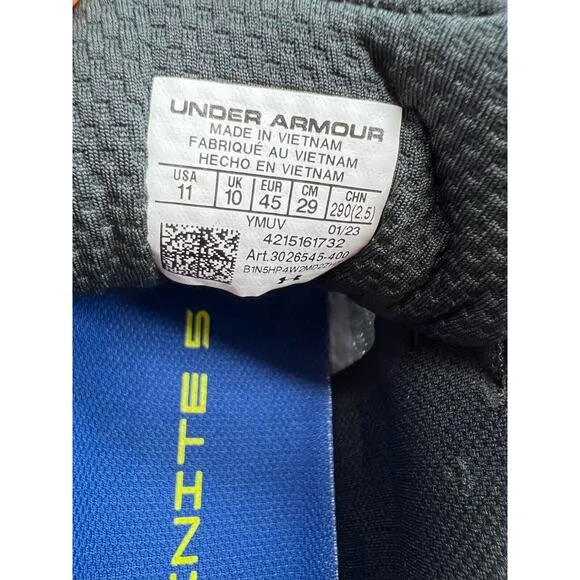 UNDER ARMOUR
MADE IN VIETNAM
FABRIQUÉ AU VIETNAM
HECHO EN VIETNAM
USA UK EUR CM CHN
11 10 45 29 290(2.5)
YMUV 01/23
4215161732
Art.3026545-400
ENITE 5